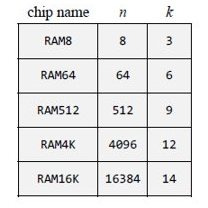 chip name n k
RAM8 8 3
RAM64 64 6
RAM512 512 9
RAM4K 4096 12
RAM16K 16384 14